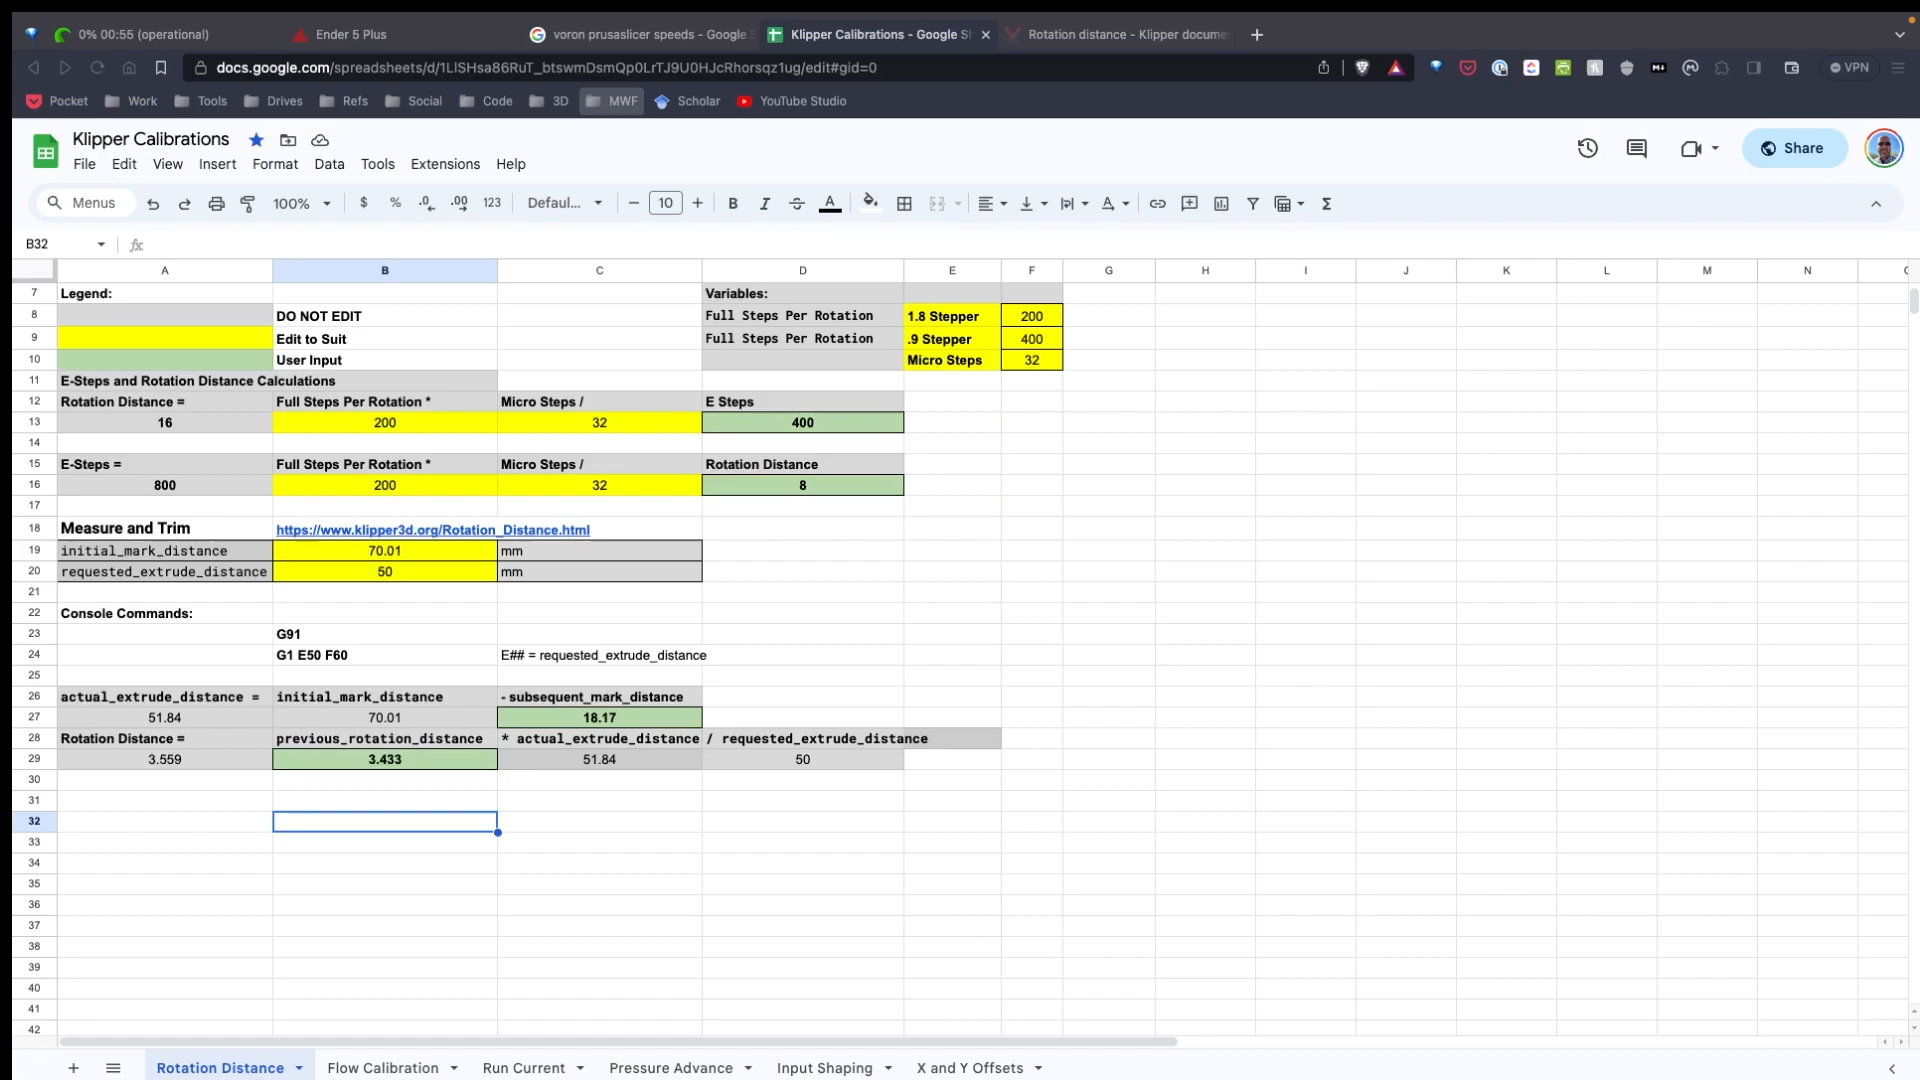 0% 00:55 (operational) Ender 5 Plus voron prusaslicer speeds - Google S Klipper Calibrations - Google Sh Rotation distance - Klipper docume
docs.google.com/spreadsheets/d/1LlSHsa86RuT_btswmDsmQp0LrTJ9U0HJcRhorsqz1ug/edit#gid=0 VPN
Pocket Work Tools Drives Refs Social Code 3D MWF Scholar YouTube Studio
Klipper Calibrations
File Edit View Insert Format Data Tools Extensions Help
Share
Menus 100% $ % .0 .00 123 Defaul... 10
B32 fx
A B C D E F G H I J K L M N
7 Legend: Variables:
8 DO NOT EDIT Full Steps Per Rotation 1.8 Stepper 200
9 Edit to Suit Full Steps Per Rotation .9 Stepper 400
10 User Input Micro Steps 32
11 E-Steps and Rotation Distance Calculations
12 Rotation Distance = Full Steps Per Rotation * Micro Steps / E Steps
13 16 200 32 400
14
15 E-Steps = Full Steps Per Rotation * Micro Steps / Rotation Distance
16 800 200 32 8
17
18 Measure and Trim https://www.klipper3d.org/Rotation_Distance.html
19 initial_mark_distance 70.01 mm
20 requested_extrude_distance 50 mm
21
22 Console Commands:
23 G91
24 G1 E50 F60 E## = requested_extrude_distance
25
26 actual_extrude_distance = initial_mark_distance - subsequent_mark_distance
27 51.84 70.01 18.17
28 Rotation Distance = previous_rotation_distance * actual_extrude_distance / requested_extrude_distance
29 3.559 3.433 51.84 50
30
31
32
33
34
35
36
37
38
39
40
41
42
Rotation Distance Flow Calibration Run Current Pressure Advance Input Shaping X and Y Offsets